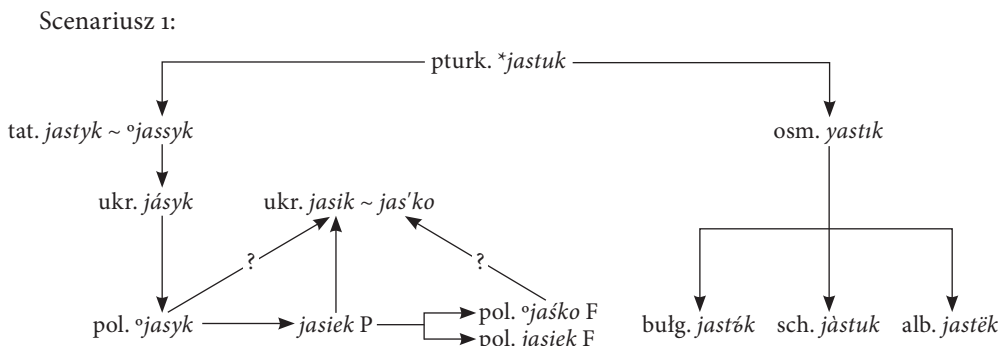 Scenariusz 1:
pturk. *jastuk
tat. jastyk ~ °jassyk
osm. yastık
ukr. jásyk
ukr. jasik ~ jas′ko
?
?
pol. °jasyk
jasiek P
pol. °jaśko F
pol. jasiek F
bułg. jastъ́k
sch. jàstuk
alb. jastëk